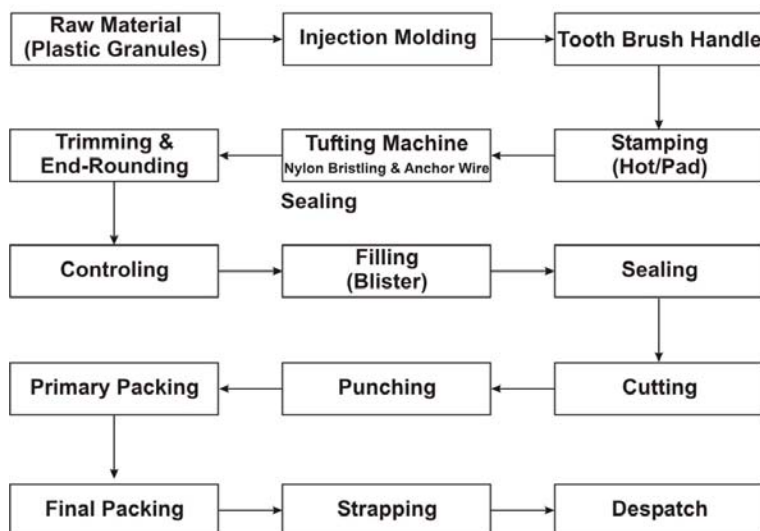 Raw Material
(Plastic Granules)
Injection Molding
Tooth Brush Handle
Trimming &
End-Rounding
Tufting Machine
Nylon Bristling & Anchor Wire
Stamping
(Hot/Pad)
Sealing
Controling
Filling
(Blister)
Sealing
Primary Packing
Punching
Cutting
Final Packing
Strapping
Despatch